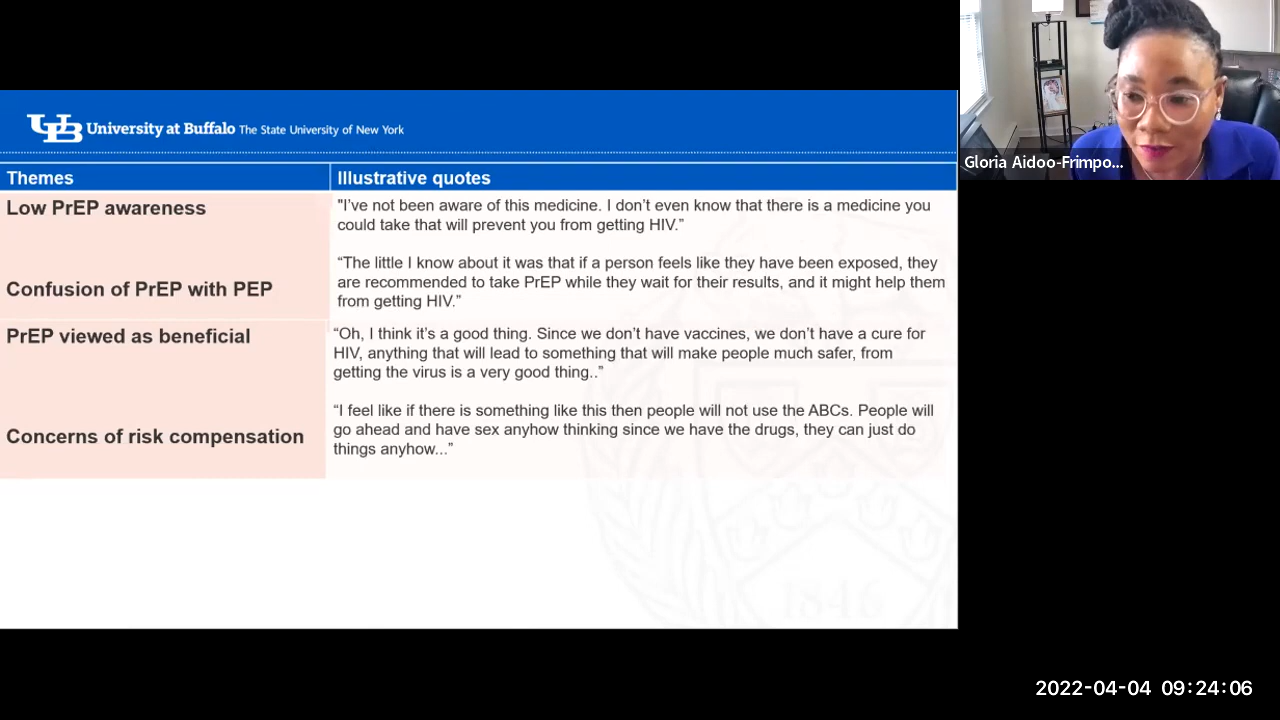 UB University at Buffalo The State University of New York
Themes
Illustrative quotes
Low PrEP awareness
"I've not been aware of this medicine. I don't even know that there is a medicine you
could take that will prevent you from getting HIV.”
Confusion of PrEP with PEP
“The little I know about it was that if a person feels like they have been exposed, they
are recommended to take PrEP while they wait for their results, and it might help them
from getting HIV.”
PrEP viewed as beneficial
“Oh, I think it’s a good thing. Since we don’t have vaccines, we don’t have a cure for
HIV, anything that will lead to something that will make people much safer, from
getting the virus is a very good thing..”
Concerns of risk compensation
“I feel like if there is something like this then people will not use the ABCs. People will
go ahead and have sex anyhow thinking since we have the drugs, they can just do
things anyhow...”
1846
Gloria Aidoo-Frimpo...
2022-04-04 09:24:06